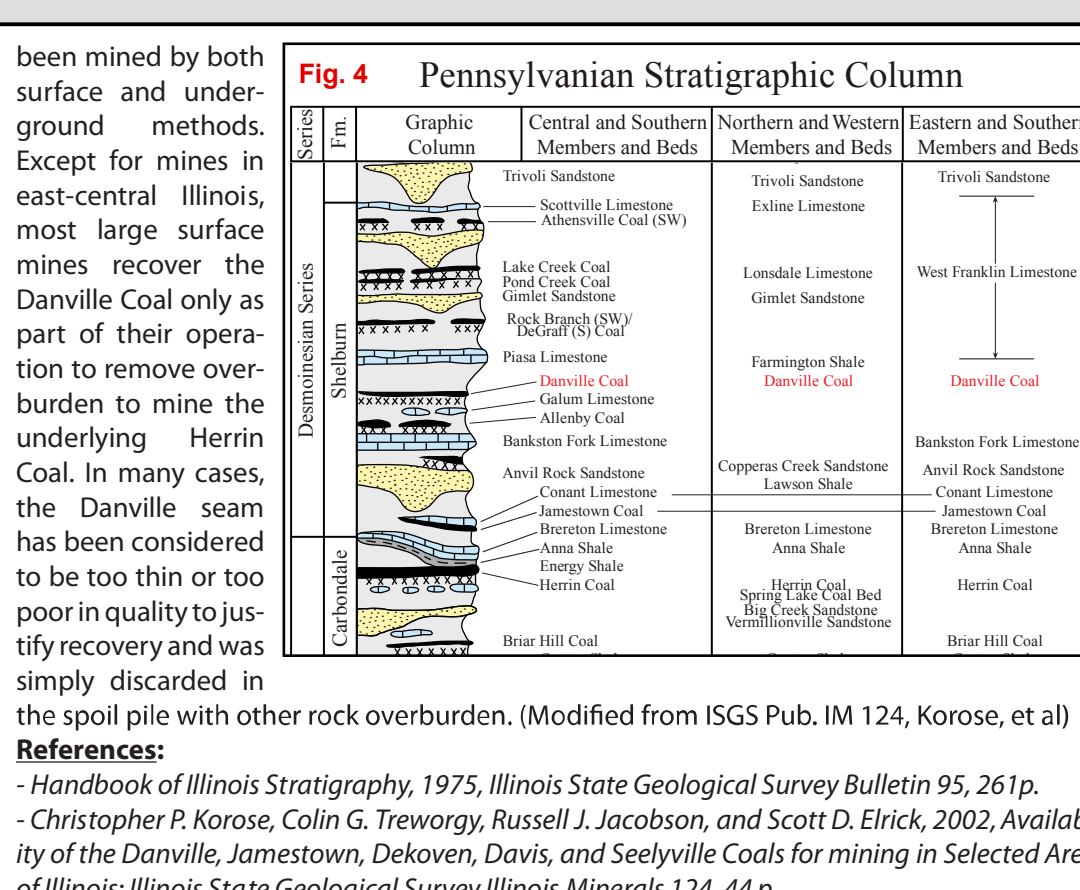 been mined by both
surface and under-
ground methods.
Except for mines in
east-central Illinois,
most large surface
mines recover the
Danville Coal only as
part of their opera-
tion to remove over-
burden to mine the
underlying Herrin
Coal. In many cases,
the Danville seam
has been considered
to be too thin or too
poor in quality to jus-
tify recovery and was
simply discarded in
the spoil pile with other rock overburden. (Modified from ISGS Pub. IM 124, Korose, et al)
Fig. 4 Pennsylvanian Stratigraphic Column
Series
Fm.
Graphic
Column
Central and Southern
Members and Beds
Northern and Western
Members and Beds
Eastern and Southern
Members and Beds
Desmoinesian Series
Shelburn
Carbondale
Trivoli Sandstone
Scottville Limestone
Athensville Coal (SW)
Lake Creek Coal
Pond Creek Coal
Gimlet Sandstone
Rock Branch (SW)/
DeGraff (S) Coal
Piasa Limestone
Danville Coal
Galum Limestone
Allenby Coal
Bankston Fork Limestone
Anvil Rock Sandstone
Conant Limestone
Jamestown Coal
Brereton Limestone
Anna Shale
Energy Shale
Herrin Coal
Briar Hill Coal
Trivoli Sandstone
Exline Limestone
Lonsdale Limestone
Gimlet Sandstone
Farmington Shale
Danville Coal
Copperas Creek Sandstone
Lawson Shale
Brereton Limestone
Anna Shale
Herrin Coal
Spring Lake Coal Bed
Big Creek Sandstone
Vermillionville Sandstone
Trivoli Sandstone
West Franklin Limestone
Danville Coal
Bankston Fork Limestone
Anvil Rock Sandstone
Conant Limestone
Jamestown Coal
Brereton Limestone
Anna Shale
Herrin Coal
Briar Hill Coal
References:
- Handbook of Illinois Stratigraphy, 1975, Illinois State Geological Survey Bulletin 95, 261p.
- Christopher P. Korose, Colin G. Treworgy, Russell J. Jacobson, and Scott D. Elrick, 2002, Availab
ity of the Danville, Jamestown, Dekoven, Davis, and Seelyville Coals for mining in Selected Are
of Illinois: Illinois State Geological Survey Illinois Minerals 124, 44 p